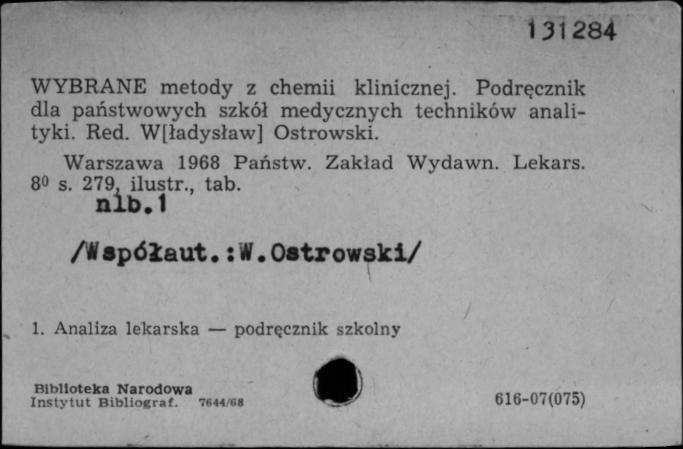 131284
WYBRANE metody z chemii klinicznej. Podręcznik
dla państwowych szkół medycznych techników anali-
tyki. Red. W[ładysław] Ostrowski.
Warszawa 1968 Państw. Zakład Wydawn. Lekars.
8⁰ s. 279, ilustr., tab.
nlb.1
/Współaut.:W.Ostrowski/
1. Analiza lekarska — podręcznik szkolny
Biblioteka Narodowa
Instytut Bibliograf. 7644/68
616-07(075)